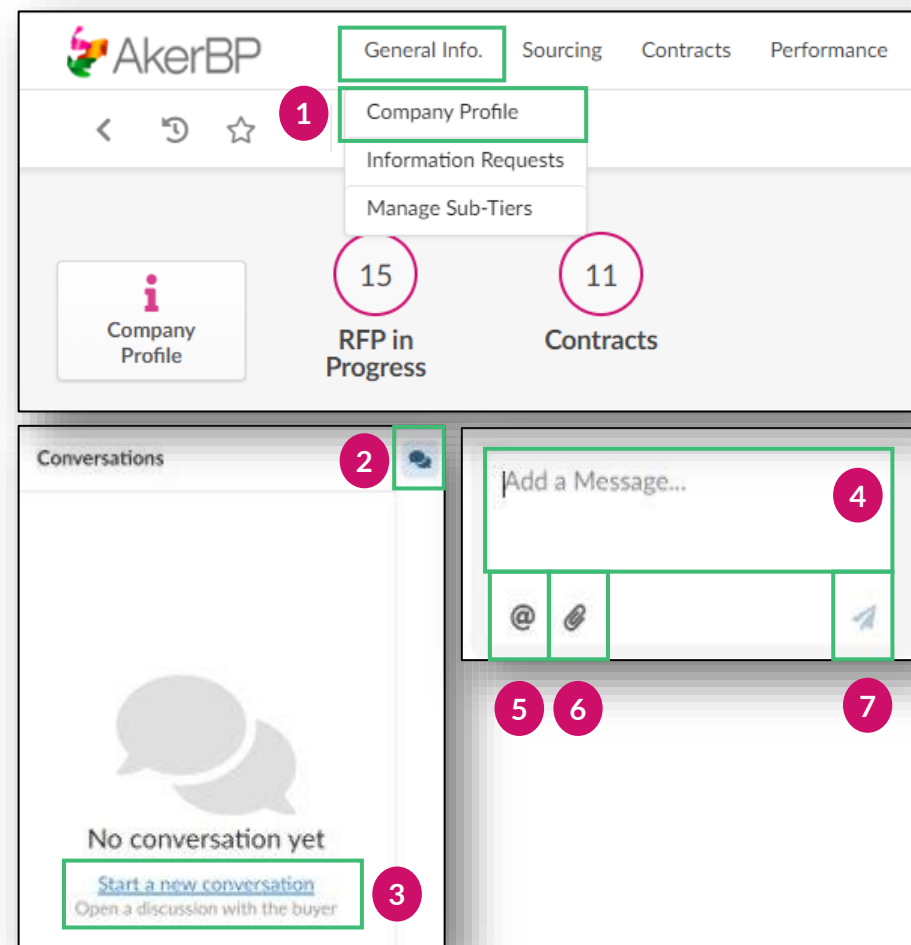 AkerBP
General Info. Sourcing Contracts Performance
1
Company Profile
Information Requests
Manage Sub-Tiers
15
11
Company
Profile
RFP in
Progress
Contracts
Conversations
2
No conversation yet
Start a new conversation
Open a discussion with the buyer
3
Add a Message...
4
@
5
6
7